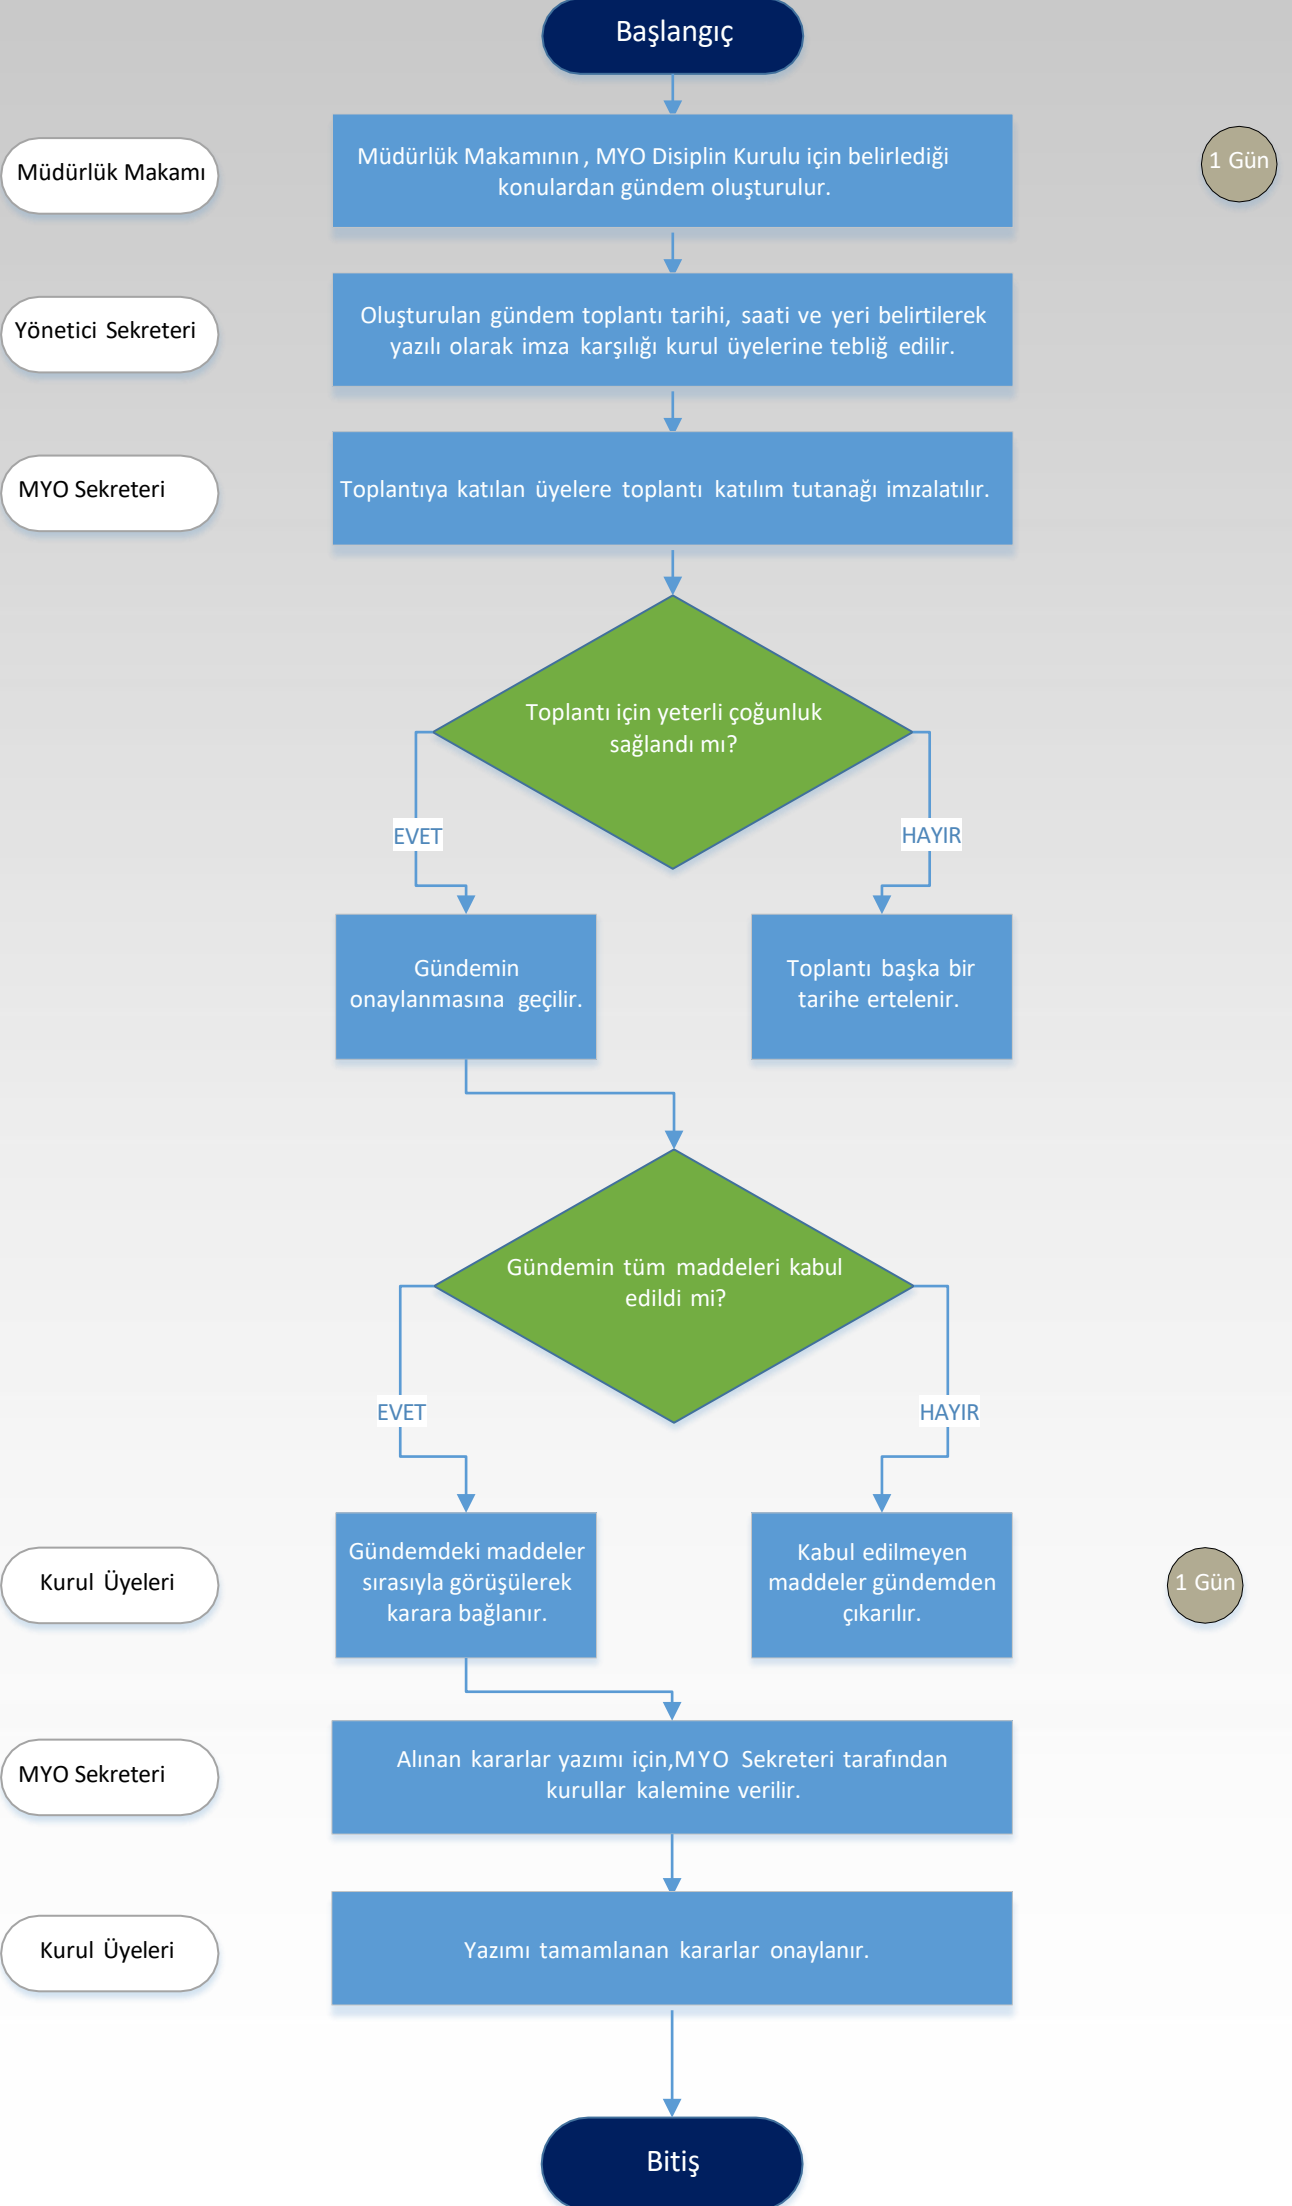 Başlangıç
Müdürlük Makamı
Müdürlük Makamının, MYO Disiplin Kurulu için belirlediği
konulardan gündem oluşturulur.
1 Gün
Yönetici Sekreteri
Oluşturulan gündem toplantı tarihi, saati ve yeri belirtilerek
yazılı olarak imza karşılığı kurul üyelerine tebliğ edilir.
MYO Sekreteri
Toplantıya katılan üyelere toplantı katılım tutanağı imzalatılır.
Toplantı için yeterli çoğunluk
sağlandı mı?
EVET
HAYIR
Gündemin
onaylanmasına geçilir.
Toplantı başka bir
tarihe ertelenir.
Gündemin tüm maddeleri kabul
edildi mi?
EVET
HAYIR
Kurul Üyeleri
Gündemdeki maddeler
sırasıyla görüşülerek
karara bağlanır.
Kabul edilmeyen
maddeler gündemden
çıkarılır.
1 Gün
MYO Sekreteri
Alınan kararlar yazımı için,MYO Sekreteri tarafından
kurullar kalemine verilir.
Kurul Üyeleri
Yazımı tamamlanan kararlar onaylanır.
Bitiş